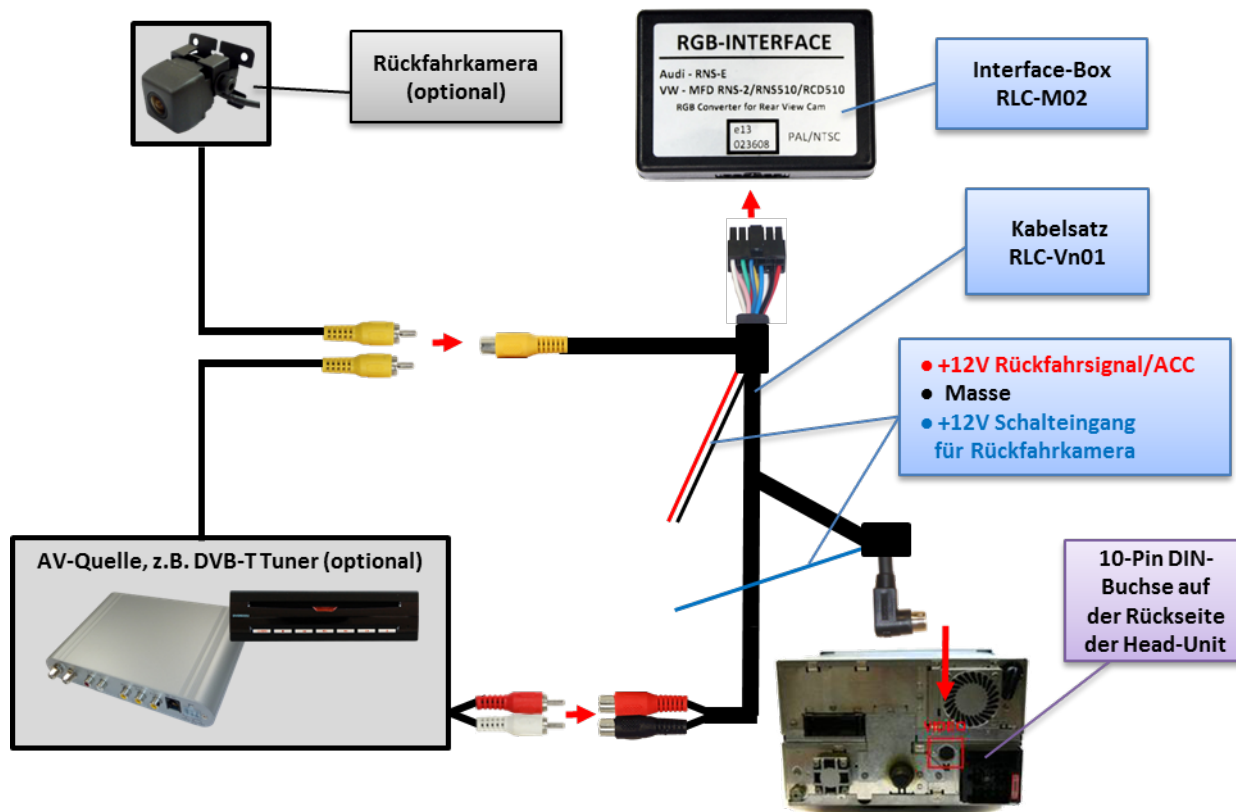 Rückfahrkamera
(optional)
RGB-INTERFACE
Audi - RNS-E
VW - MFD RNS-2/RNS510/RCD510
RGB Converter for Rear View Cam
e13
023608
PAL/NTSC
Interface-Box
RLC-M02
Kabelsatz
RLC-Vn01
● +12V Rückfahrsignal/ACC
● Masse
● +12V Schalteingang
für Rückfahrkamera
AV-Quelle, z.B. DVB-T Tuner (optional)
10-Pin DIN-
Buchse auf
der Rückseite
der Head-Unit
VIDEO